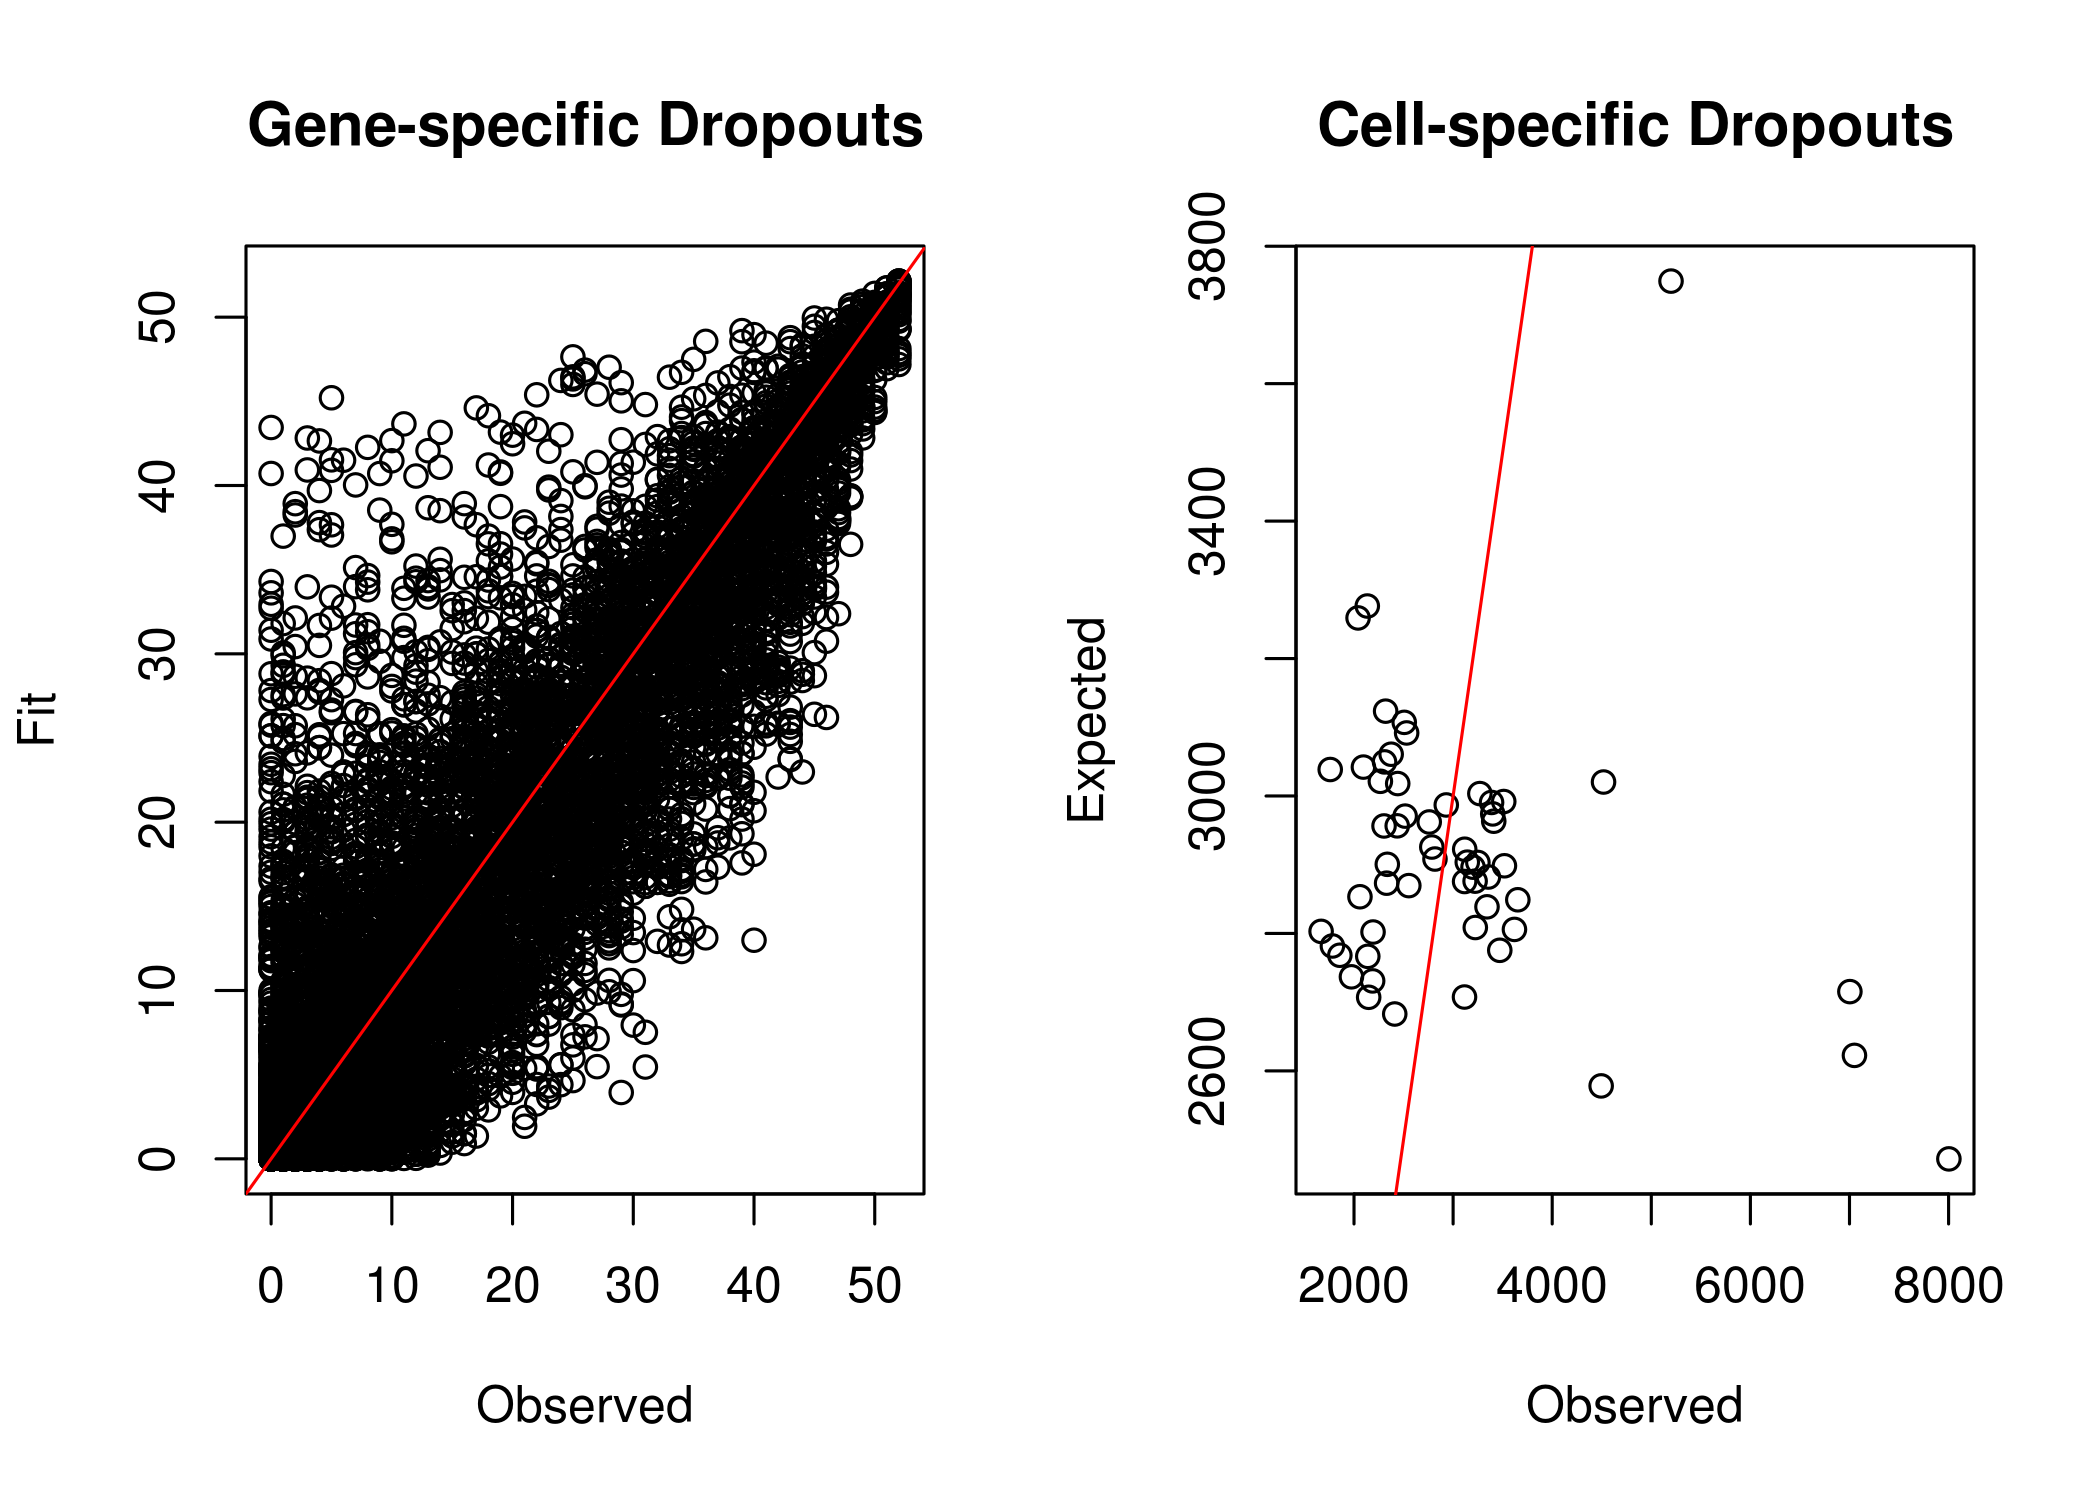 Gene-specific Dropouts
Fit
50
40
30
20
10
0
0 10 20 30 40 50
Observed
Cell-specific Dropouts
Expected
3800
3400
3000
2600
2000 4000 6000 8000
Observed